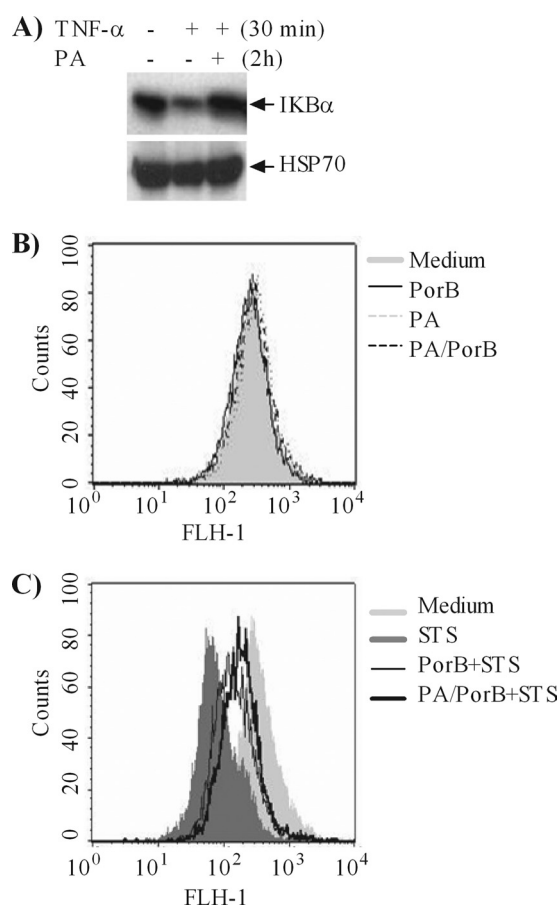 A) TNF-α - + + (30 min)
PA - - + (2h)
IKBα
HSP70
B)
100
80
60
40
20
0
Counts
10^0 10^1 10^2 10^3 10^4
FLH-1
Medium
PorB
PA
PA/PorB
C)
100
80
60
40
20
0
Counts
10^0 10^1 10^2 10^3 10^4
FLH-1
Medium
STS
PorB+STS
PA/PorB+STS